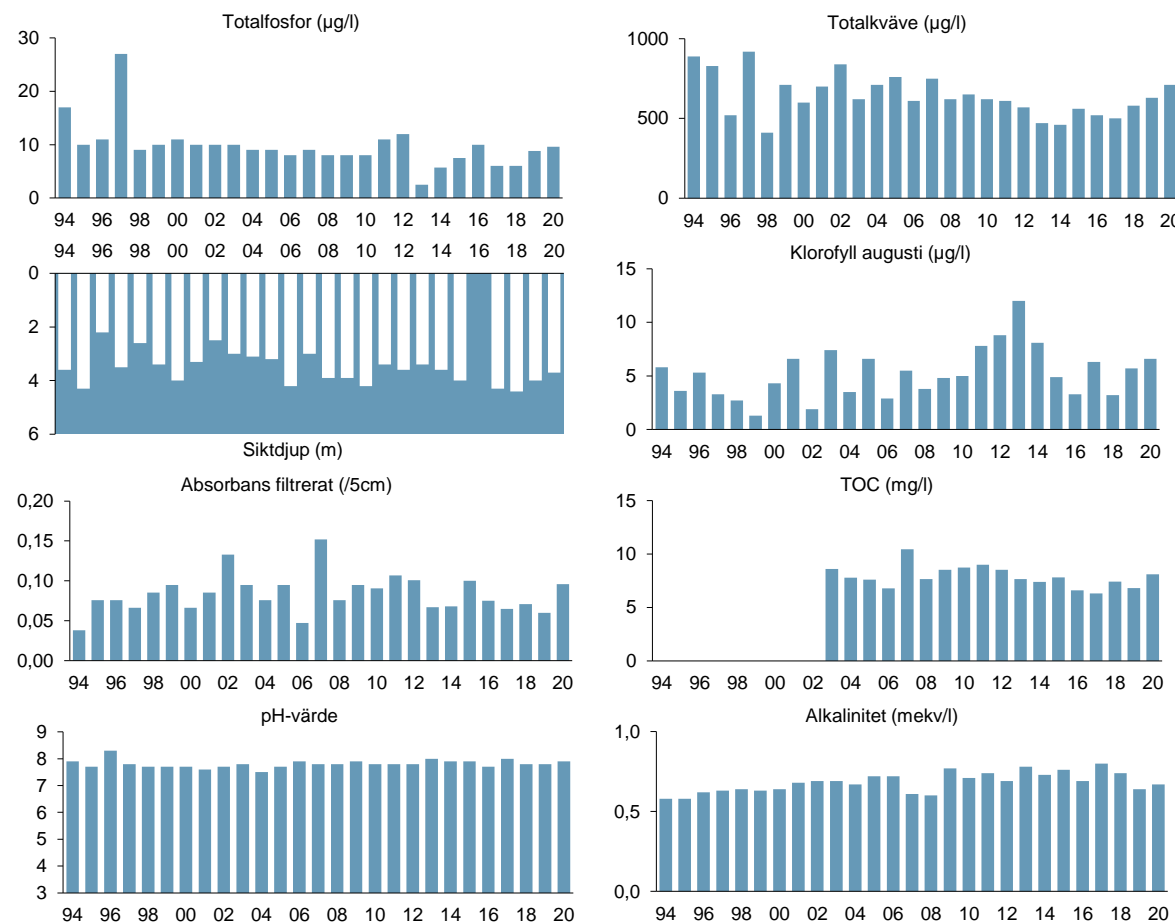 Totalfosfor (µg/l)
30
20
10
0
94 96 98 00 02 04 06 08 10 12 14 16 18 20
Totalkväve (µg/l)
1000
500
0
94 96 98 00 02 04 06 08 10 12 14 16 18 20
94 96 98 00 02 04 06 08 10 12 14 16 18 20
0
2
4
6
Siktdjup (m)
Klorofyll augusti (µg/l)
15
10
5
0
94 96 98 00 02 04 06 08 10 12 14 16 18 20
Absorbans filtrerat (/5cm)
0,20
0,15
0,10
0,05
0,00
94 96 98 00 02 04 06 08 10 12 14 16 18 20
TOC (mg/l)
15
10
5
0
94 96 98 00 02 04 06 08 10 12 14 16 18 20
pH-värde
9
8
7
6
5
4
3
94 96 98 00 02 04 06 08 10 12 14 16 18 20
Alkalinitet (mekv/l)
1,0
0,5
0,0
94 96 98 00 02 04 06 08 10 12 14 16 18 20